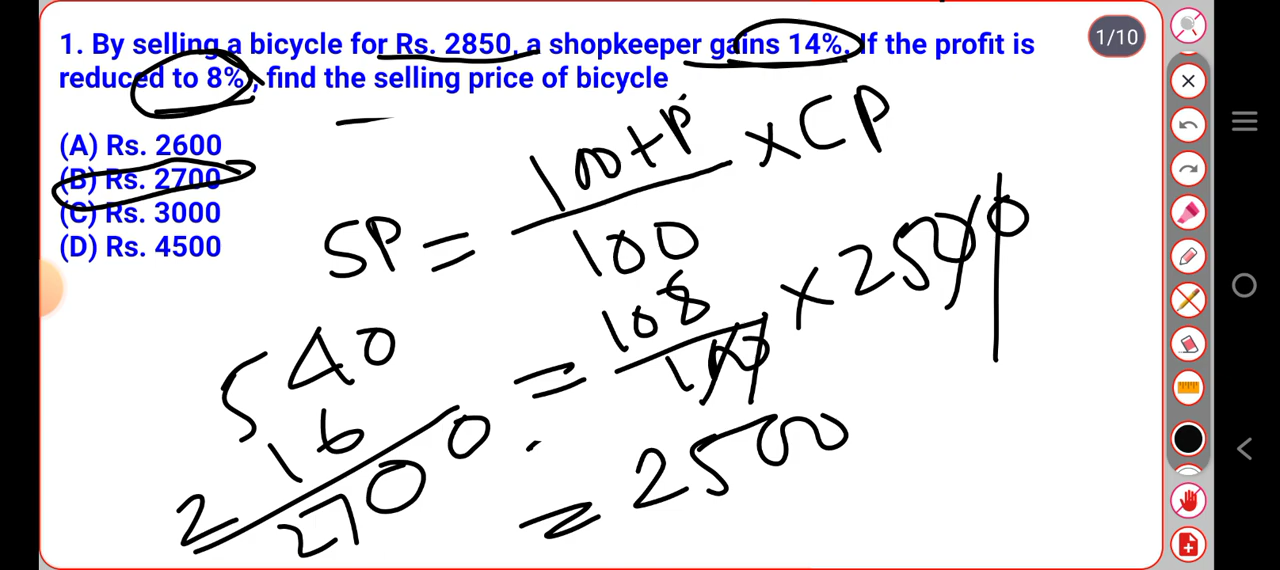 1. By selling a bicycle for Rs. 2850, a shopkeeper gains 14%. If the profit is
1/10
reduced to 8%, find the selling price of bicycle
(A) Rs. 2600
(B) Rs. 2700
(C) Rs. 3000
(D) Rs. 4500
SP = 100+P / 100 × CP
= 108 / 100 × 2500
= 2500
540
216
2700